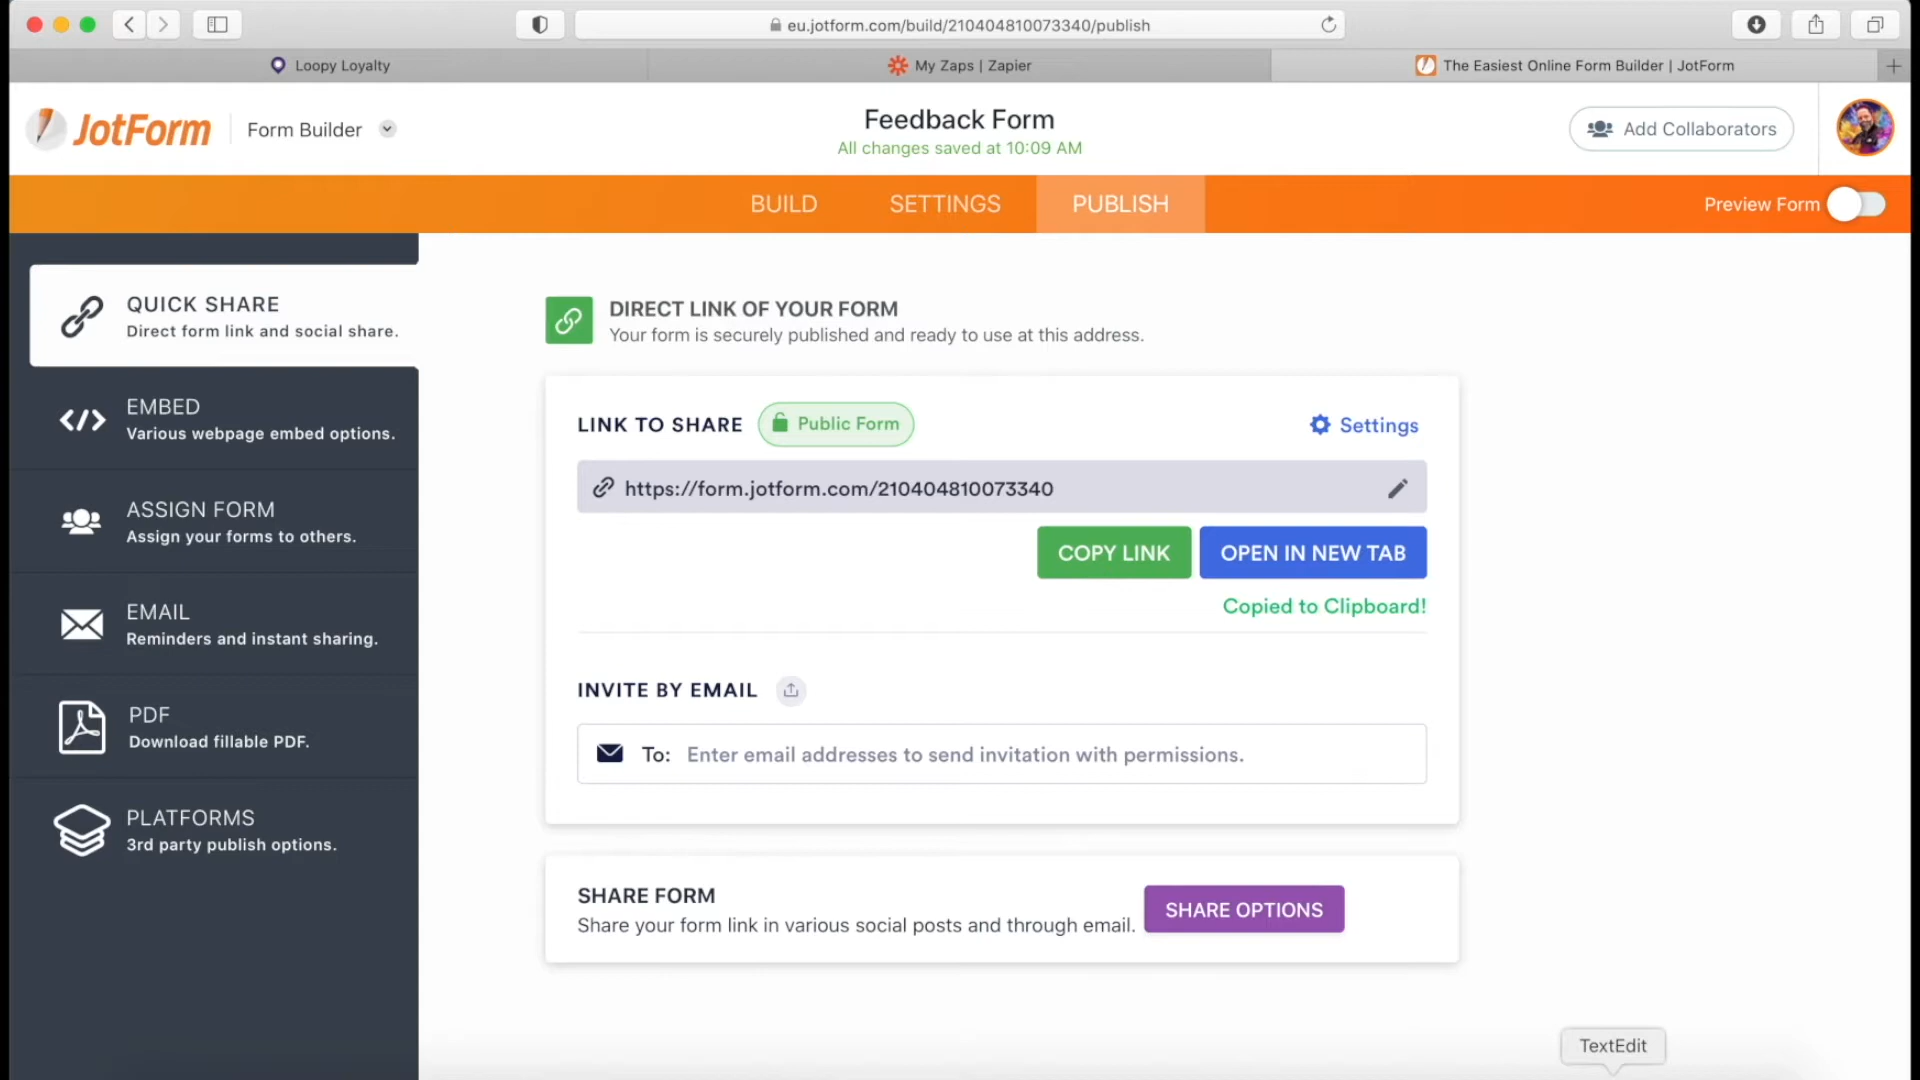 eu.jotform.com/build/210404810073340/publish
Loopy Loyalty
My Zaps | Zapier
The Easiest Online Form Builder | JotForm
JotForm
Form Builder
Feedback Form
All changes saved at 10:09 AM
Add Collaborators
BUILD
SETTINGS
PUBLISH
Preview Form
QUICK SHARE
Direct form link and social share.
EMBED
Various webpage embed options.
ASSIGN FORM
Assign your forms to others.
EMAIL
Reminders and instant sharing.
PDF
Download fillable PDF.
PLATFORMS
3rd party publish options.
DIRECT LINK OF YOUR FORM
Your form is securely published and ready to use at this address.
LINK TO SHARE
Public Form
Settings
https://form.jotform.com/210404810073340
COPY LINK
OPEN IN NEW TAB
Copied to Clipboard!
INVITE BY EMAIL
To: Enter email addresses to send invitation with permissions.
SHARE FORM
Share your form link in various social posts and through email.
SHARE OPTIONS
TextEdit